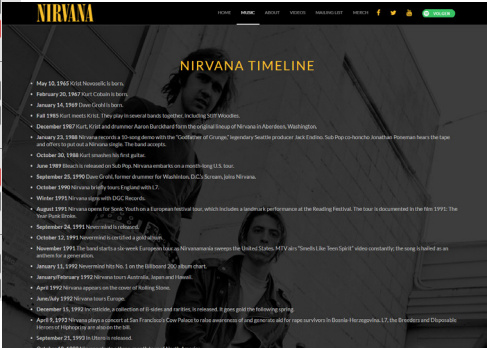 NIRVANA
HOME MUSIC ABOUT VIDEOS MAILING LIST MERCH VOLGEN
NIRVANA TIMELINE
May 10, 1965 Krist Novoselic is born.
February 20, 1967 Kurt Cobain is born.
January 14, 1969 Dave Grohl is born.
Fall 1985 Kurt meets Krist. They play in several bands together, including Stiff Woodies.
December 1987 Kurt, Krist and drummer Aaron Burckhard form the original lineup of Nirvana in Aberdeen, Washington.
January 23, 1988 Nirvana records a 10-song demo with the "Godfather of Grunge," legendary Seattle producer Jack Endino. Sub Pop co-honcho Jonathan Poneman hears the tape
and offers to put out a Nirvana single. The band accepts.
October 30, 1988 Kurt smashes his first guitar.
June 1989 Bleach is released on Sub Pop. Nirvana embarks on a month-long U.S. tour.
September 25, 1990 Dave Grohl, former drummer for Washinton, D.C.'s Scream, joins Nirvana.
October 1990 Nirvana briefly tours England with L7.
Winter 1991 Nirvana signs with DGC Records.
August 1991 Nirvana opens for Sonic Youth on a European festival tour, which includes a landmark performance at the Reading Festival. The tour is documented in the film 1991: The
Year Punk Broke.
September 24, 1991 Nevermind is released.
October 12, 1991 Nevermind is certified a gold album.
November 1991 The band starts a six-week European tour as Nirvanamania sweeps the United States. MTV airs "Smells Like Teen Spirit" video constantly; the song is hailed as an
anthem for a generation.
January 11, 1992 Nevermind hits No. 1 on the Billboard 200 album chart.
January/February 1992 Nirvana tours Australia, Japan and Hawaii.
April 1992 Nirvana appears on the cover of Rolling Stone.
June/July 1992 Nirvana tours Europe.
December 15, 1992 Incesticide, a collection of B-sides and rarities, is released. It goes gold the following spring.
April 9, 1993 Nirvana plays a concert at San Francisco's Cow Palace to raise awareness of and generate aid for rape survivors in Bosnia-Herzegovina. L7, the Breeders and Disposable
Heroes of Hiphoprisy are also on the bill.
September 21, 1993 In Utero is released.